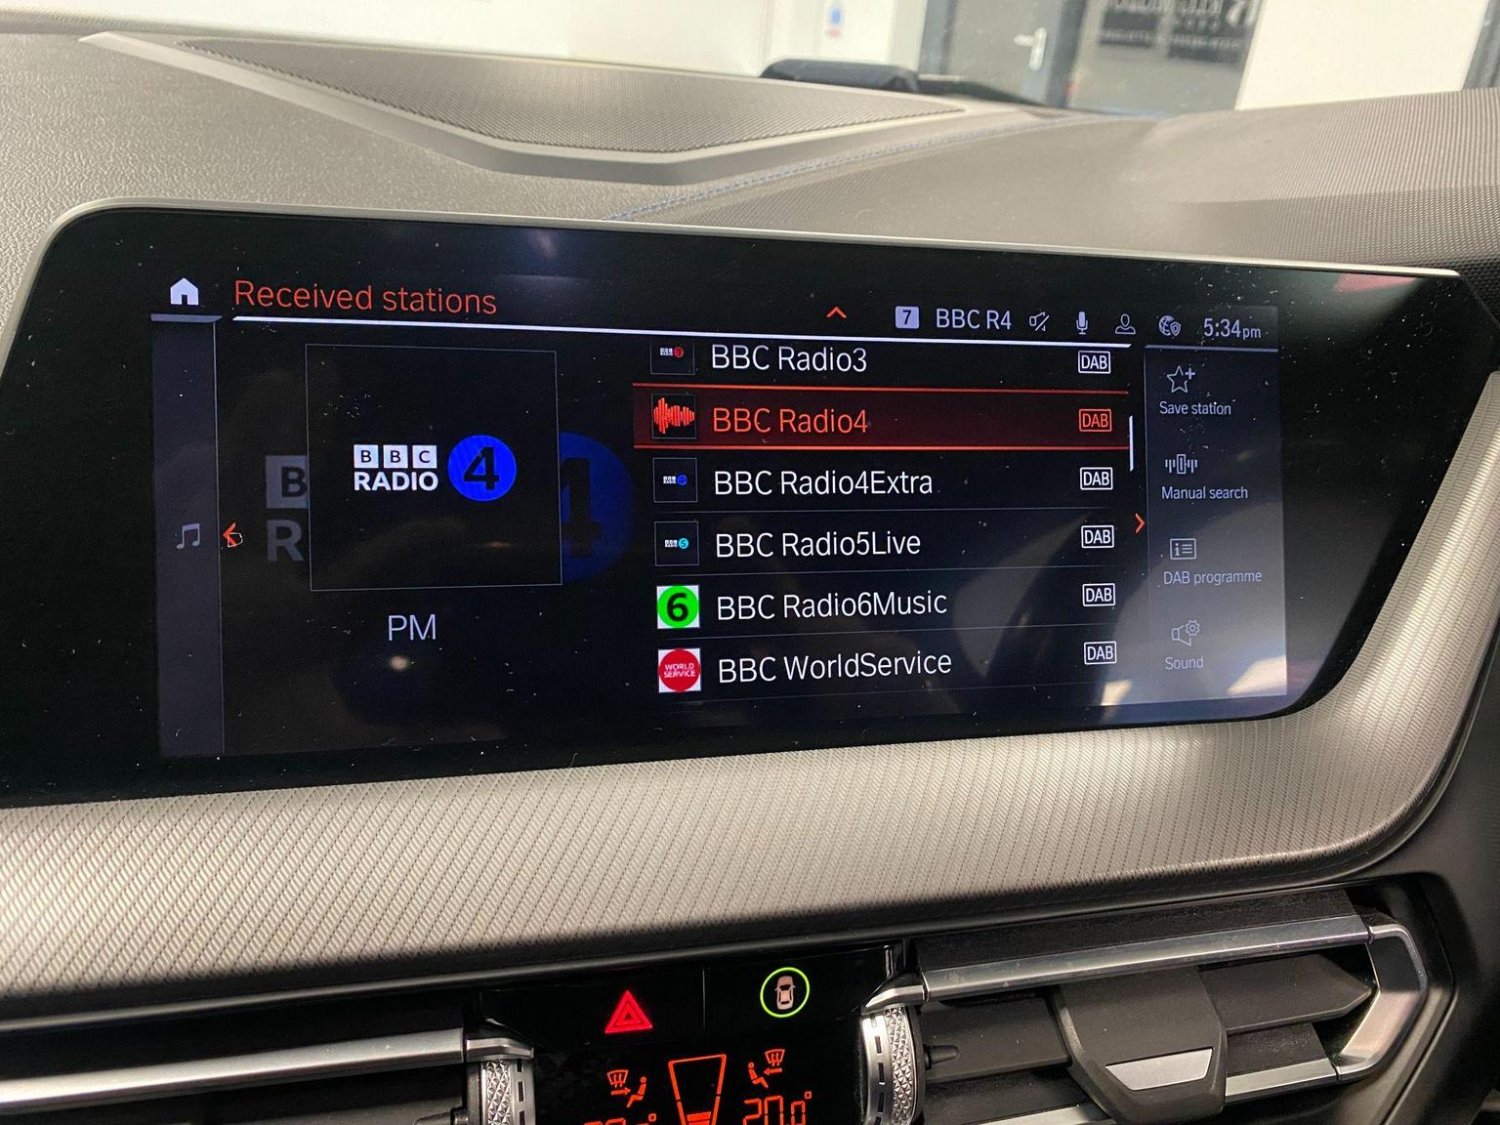 Received stations
7 BBC R4 5:34pm
BBC Radio3 DAB
BBC Radio4 DAB
BBC Radio4Extra DAB
BBC Radio5Live DAB
BBC Radio6Music DAB
BBC WorldService DAB
BBC
RADIO 4
PM
6
WORLD
SERVICE
Save station
Manual search
DAB programme
Sound
20.0°